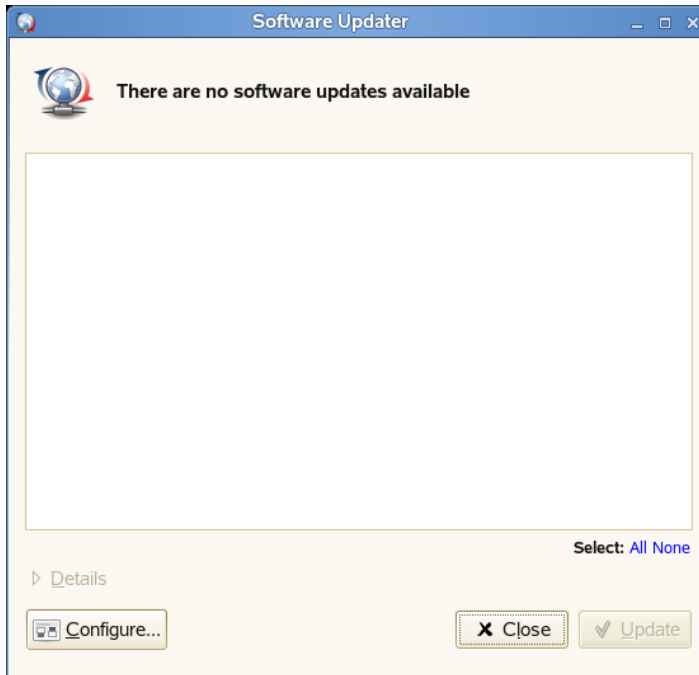 Software Updater
There are no software updates available
Select: All None
Details
Configure... Close Update